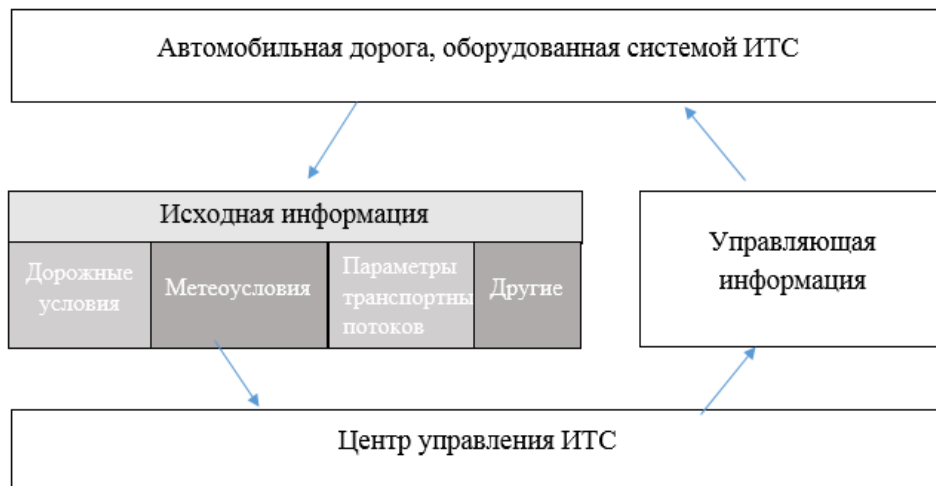 Автомобильная дорога, оборудованная системой ИТС
Исходная информация
Дорожные
условия
Метеоусловия
Параметры
транспортны
потоков
Другие
Управляющая
информация
Центр управления ИТС